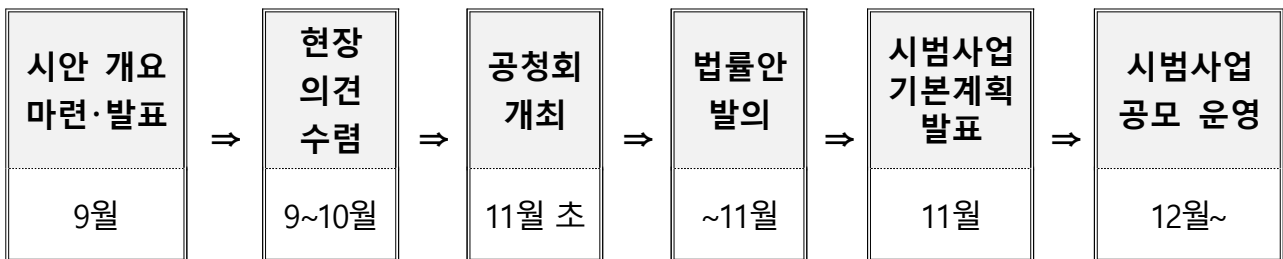 시안 개요
마련·발표
9월
⇒
현장
의견
수렴
9~10월
⇒
공청회
개최
11월 초
⇒
법률안
발의
~11월
⇒
시범사업
기본계획
발표
11월
⇒
시범사업
공모 운영
12월~